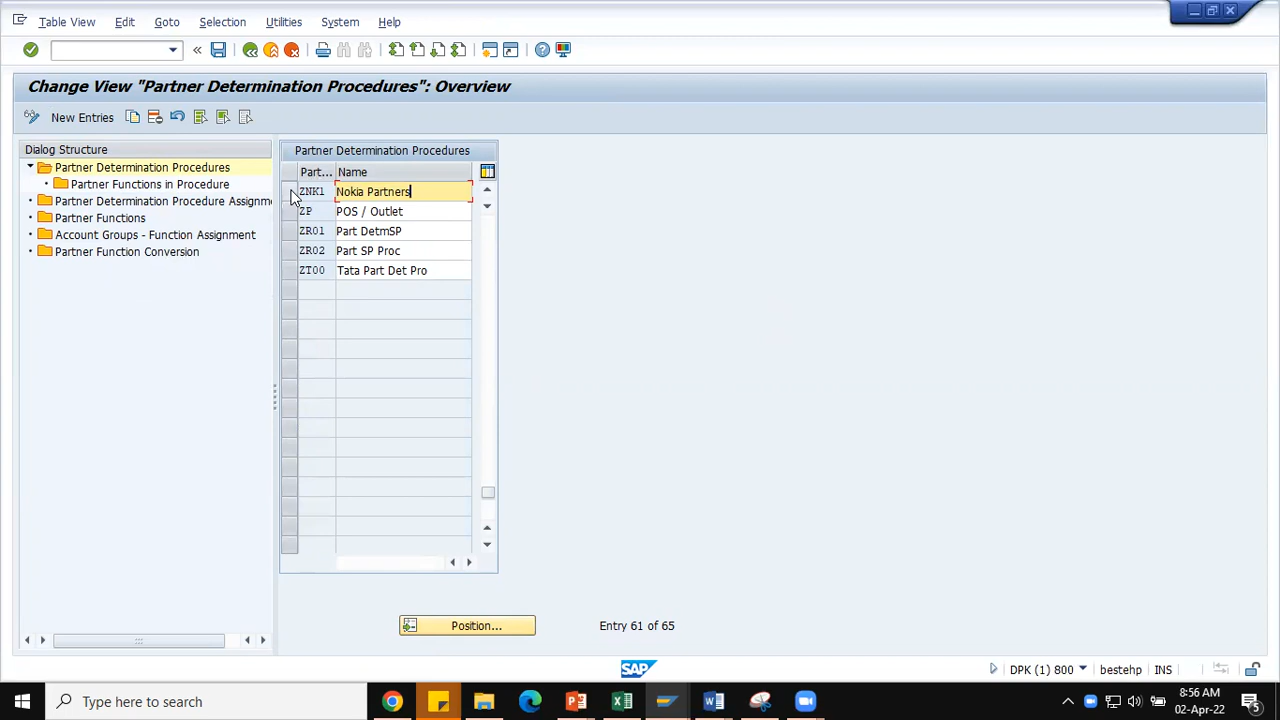 Table View Edit Goto Selection Utilities System Help
Change View "Partner Determination Procedures": Overview
New Entries
Dialog Structure
Partner Determination Procedures
Partner Functions in Procedure
Partner Determination Procedure Assignme
Partner Functions
Account Groups - Function Assignment
Partner Function Conversion
Partner Determination Procedures
Part... Name
ZNK1 Nokia Partners
ZP POS / Outlet
ZR01 Part DetmSP
ZR02 Part SP Proc
ZT00 Tata Part Det Pro
Position... Entry 61 of 65
SAP
DPK (1) 800 bestehp INS
Type here to search
8:56 AM
02-Apr-22
5